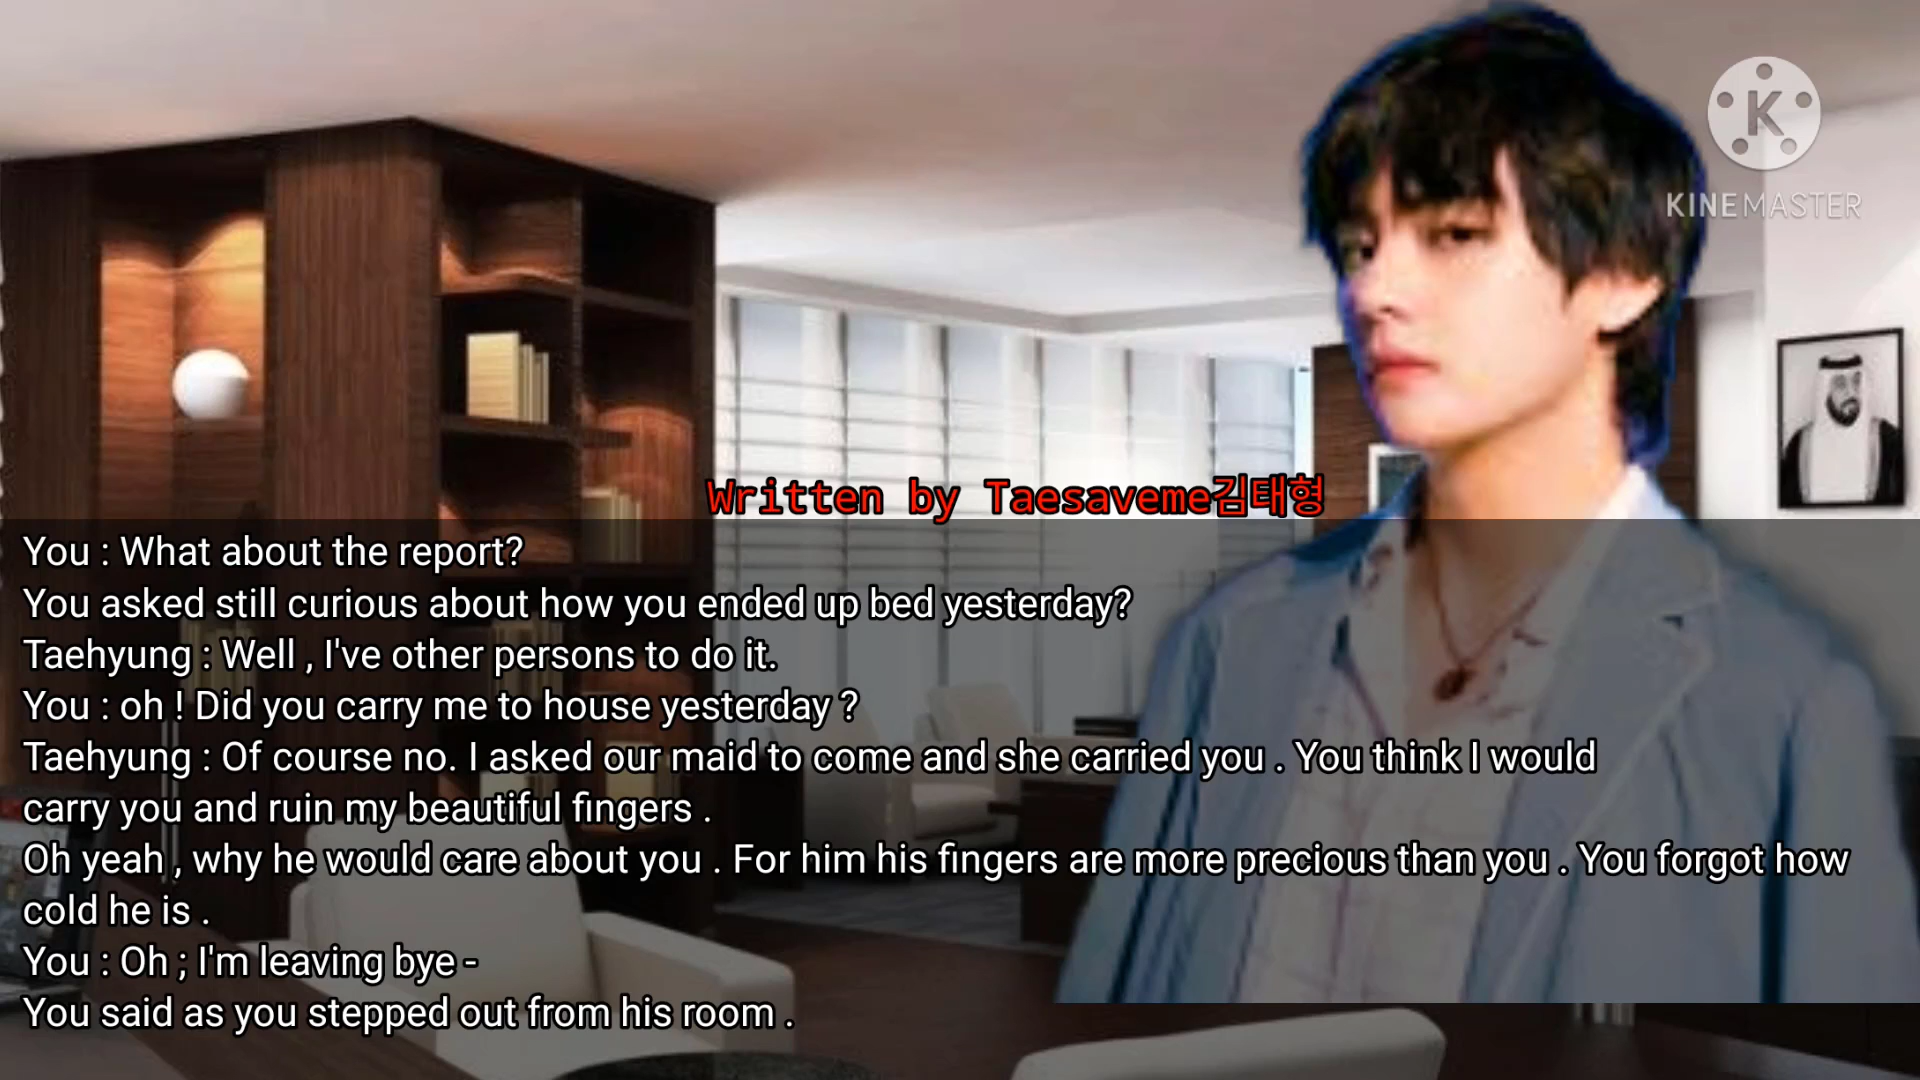 K
KINEMASTER
Written by Taesaveme김태형
You : What about the report?
You asked still curious about how you ended up bed yesterday?
Taehyung : Well , I've other persons to do it.
You : oh ! Did you carry me to house yesterday ?
Taehyung : Of course no. I asked our maid to come and she carried you . You think I would
carry you and ruin my beautiful fingers .
Oh yeah , why he would care about you . For him his fingers are more precious than you . You forgot how
cold he is .
You : Oh ; I'm leaving bye -
You said as you stepped out from his room .